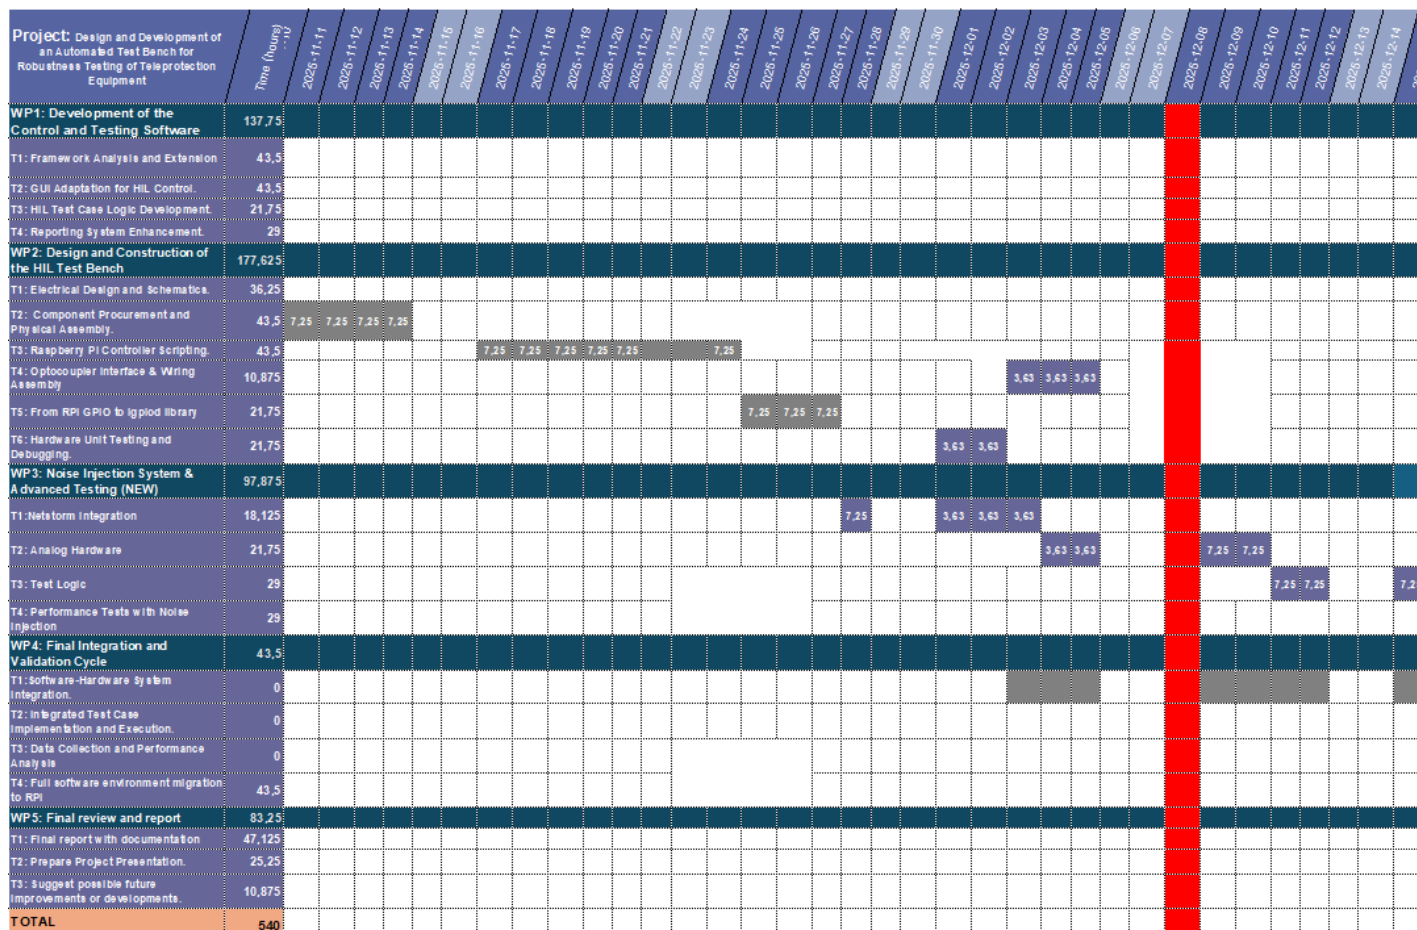 Project: Design and Development of
an Automated Test Bench for
Robustness Testing of Teleprotection
Equipment
Time (hours)
2025-11-11
2025-11-12
2025-11-13
2025-11-14
2025-11-15
2025-11-16
2025-11-17
2025-11-18
2025-11-19
2025-11-20
2025-11-21
2025-11-22
2025-11-23
2025-11-24
2025-11-25
2025-11-26
2025-11-27
2025-11-28
2025-11-29
2025-11-30
2025-12-01
2025-12-02
2025-12-03
2025-12-04
2025-12-05
2025-12-06
2025-12-07
2025-12-08
2025-12-09
2025-12-10
2025-12-11
2025-12-12
2025-12-13
2025-12-14
WP1: Development of the
Control and Testing Software 137,75
T1: Framework Analysis and Extension 43,5
T2: GUI Adaptation for HIL Control. 43,5
T3: HIL Test Case Logic Development. 21,75
T4: Reporting System Enhancement. 29
WP2: Design and Construction of
the HIL Test Bench 177,625
T1: Electrical Design and Schematics. 36,25
T2: Component Procurement and
Physical Assembly. 43,5 7,25 7,25 7,25 7,25
T3: Raspberry Pi Controller Scripting. 43,5 7,25 7,25 7,25 7,25 7,25 7,25
T4: Optocoupler Interface & Wiring
Assembly 10,875 3,63 3,63 3,63
T5: From RPI GPIO to lgpiod library 21,75 7,25 7,25 7,25
T6: Hardware Unit Testing and
Debugging. 21,75 3,63 3,63
WP3: Noise Injection System &
Advanced Testing (NEW) 97,875
T1:Netstorm Integration 18,125 7,25 3,63 3,63 3,63
T2: Analog Hardware 21,75 3,63 3,63 7,25 7,25
T3: Test Logic 29 7,25 7,25
T4: Performance Tests with Noise
Injection 29
WP4: Final Integration and
Validation Cycle 43,5
T1:Software-Hardware System
Integration. 0
T2: Integrated Test Case
Implementation and Execution. 0
T3: Data Collection and Performance
Analysis 0
T4: Full software environment migration
to RPI 43,5
WP5: Final review and report 83,25
T1: Final report with documentation 47,125
T2: Prepare Project Presentation. 25,25
T3: Suggest possible future
improvements or developments. 10,875
TOTAL 540